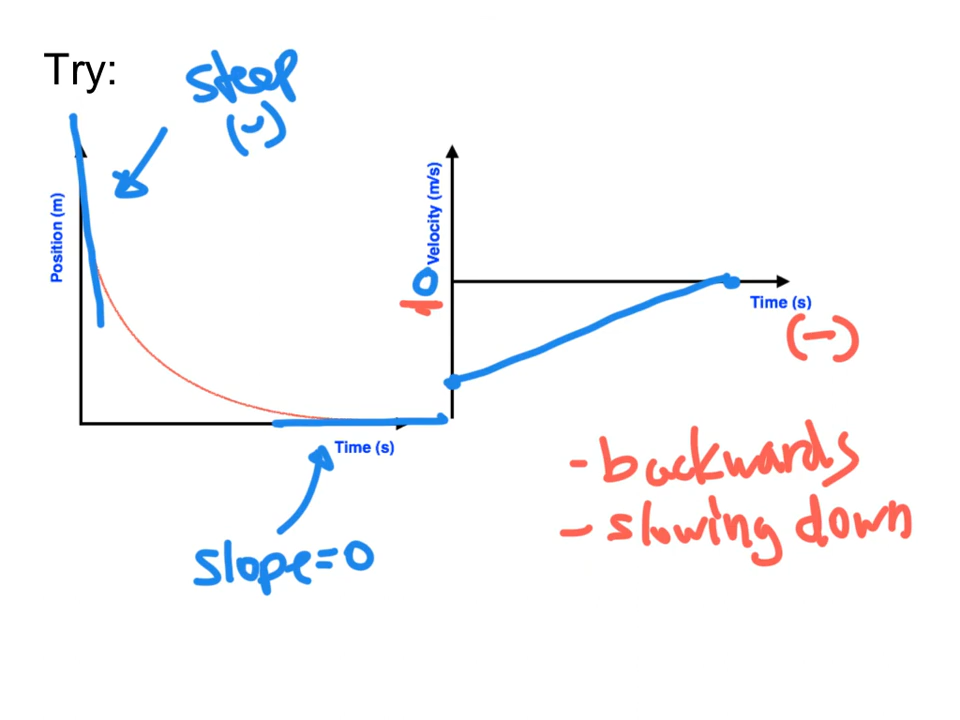 Try:
steep
(-)
Position (m)
Velocity (m/s)
0
Time (s)
(-)
Time (s)
- backwards
- slowing down
slope=0